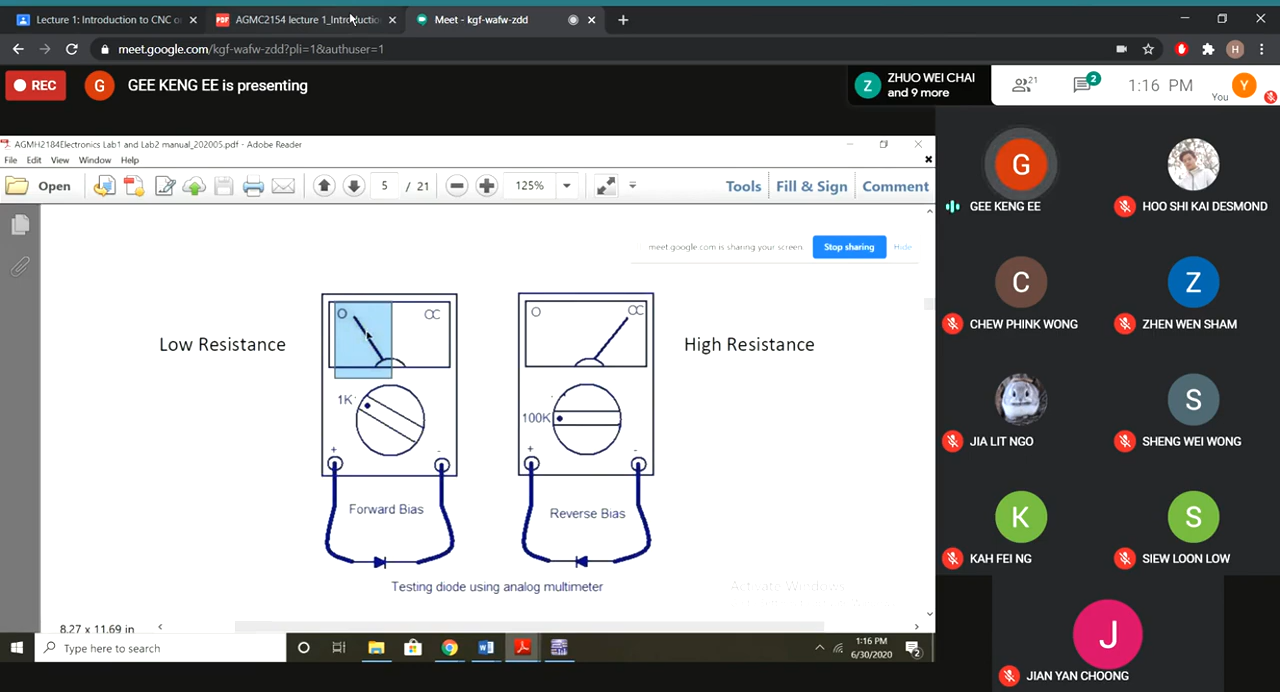 Lecture 1: Introduction to CNC o
AGMC2154 lecture 1_Introductio
Meet - kgf-wafw-zdd
meet.google.com/kgf-wafw-zdd?pli=1&authuser=1
H
REC
G
GEE KENG EE is presenting
Z
ZHUO WEI CHAI
and 9 more
21
2
1:16 PM
You
Y
AGMH2184Electronics Lab1 and Lab2 manual_202005.pdf - Adobe Reader
File Edit View Window Help
Open
5 / 21
125%
Tools
Fill & Sign
Comment
meet.google.com is sharing your screen
Stop sharing
Hide
O
OC
O
OC
Low Resistance
High Resistance
1K
100K
+
-
+
-
Forward Bias
Reverse Bias
Testing diode using analog multimeter
Activate Windows
8.27 x 11.69 in
Type here to search
1:16 PM
6/30/2020
2
G
GEE KENG EE
HOO SHI KAI DESMOND
C
CHEW PHINK WONG
Z
ZHEN WEN SHAM
JIA LIT NGO
S
SHENG WEI WONG
K
KAH FEI NG
S
SIEW LOON LOW
J
JIAN YAN CHOONG